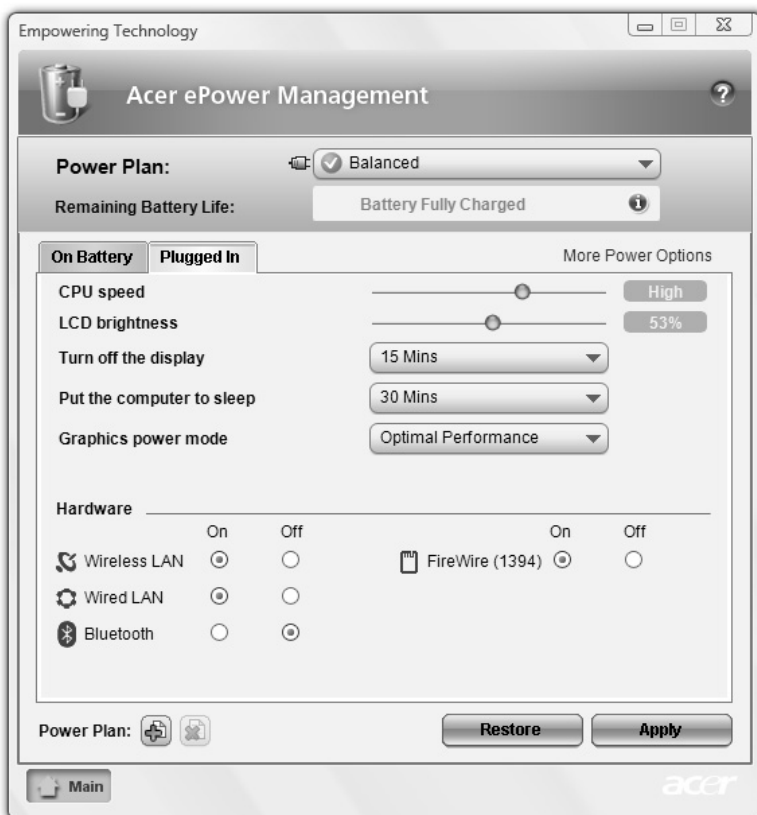 Empowering Technology
Acer ePower Management
?
Power Plan: Balanced
Remaining Battery Life: Battery Fully Charged
On Battery Plugged In More Power Options
CPU speed High
LCD brightness 53%
Turn off the display 15 Mins
Put the computer to sleep 30 Mins
Graphics power mode Optimal Performance
Hardware
On Off On Off
Wireless LAN FireWire (1394)
Wired LAN
Bluetooth
Power Plan: Restore Apply
Main acer